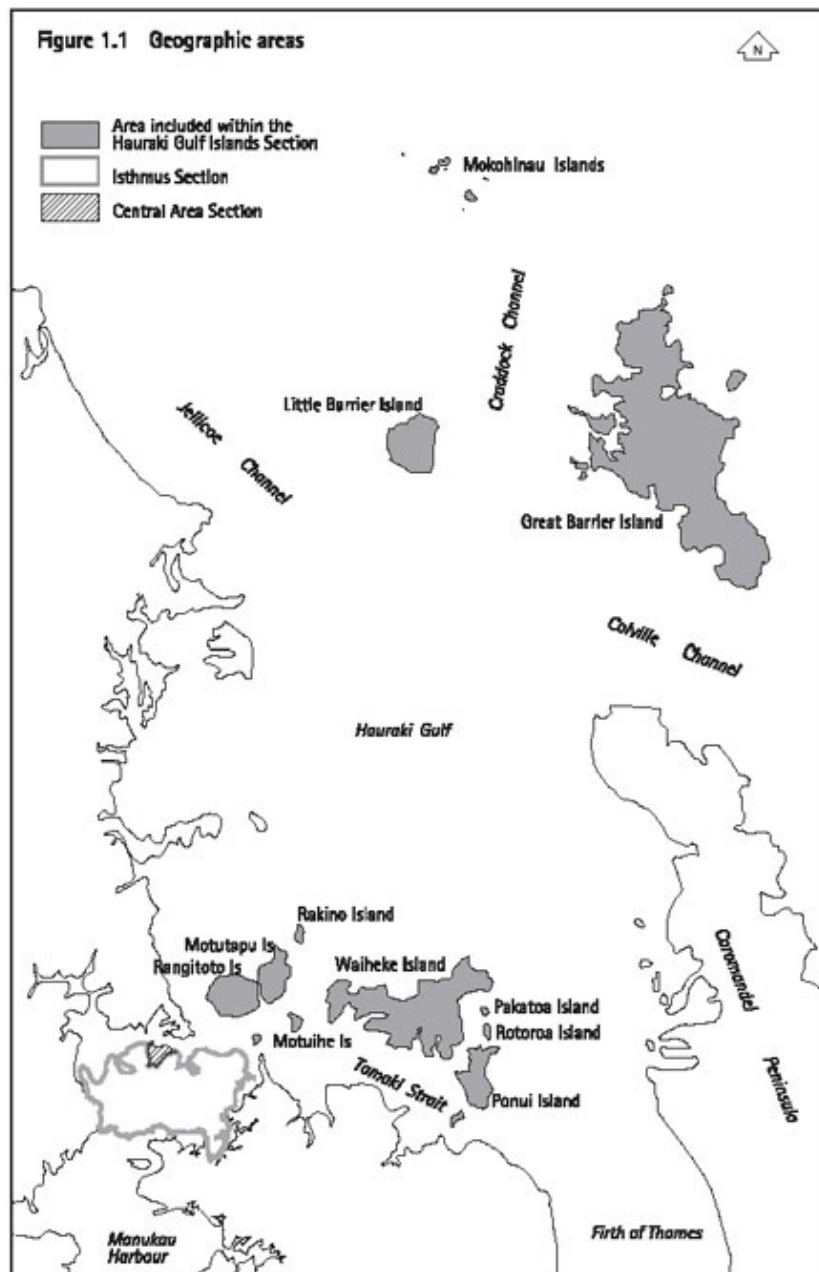 Figure 1.1 Geographic areas
N
Area included within the
Hauraki Gulf Islands Section
Isthmus Section
Central Area Section
Mokohinau Islands
Craddock Channel
Little Barrier Island
Jellicoe Channel
Great Barrier Island
Colville Channel
Hauraki Gulf
Rakino Island
Motutapu Is
Rangitoto Is
Waiheke Island
Pakatoa Island
Rotoroa Island
Motuihe Is
Tamaki Strait
Ponui Island
Coromandel Peninsula
Manukau
Harbour
Firth of Thames